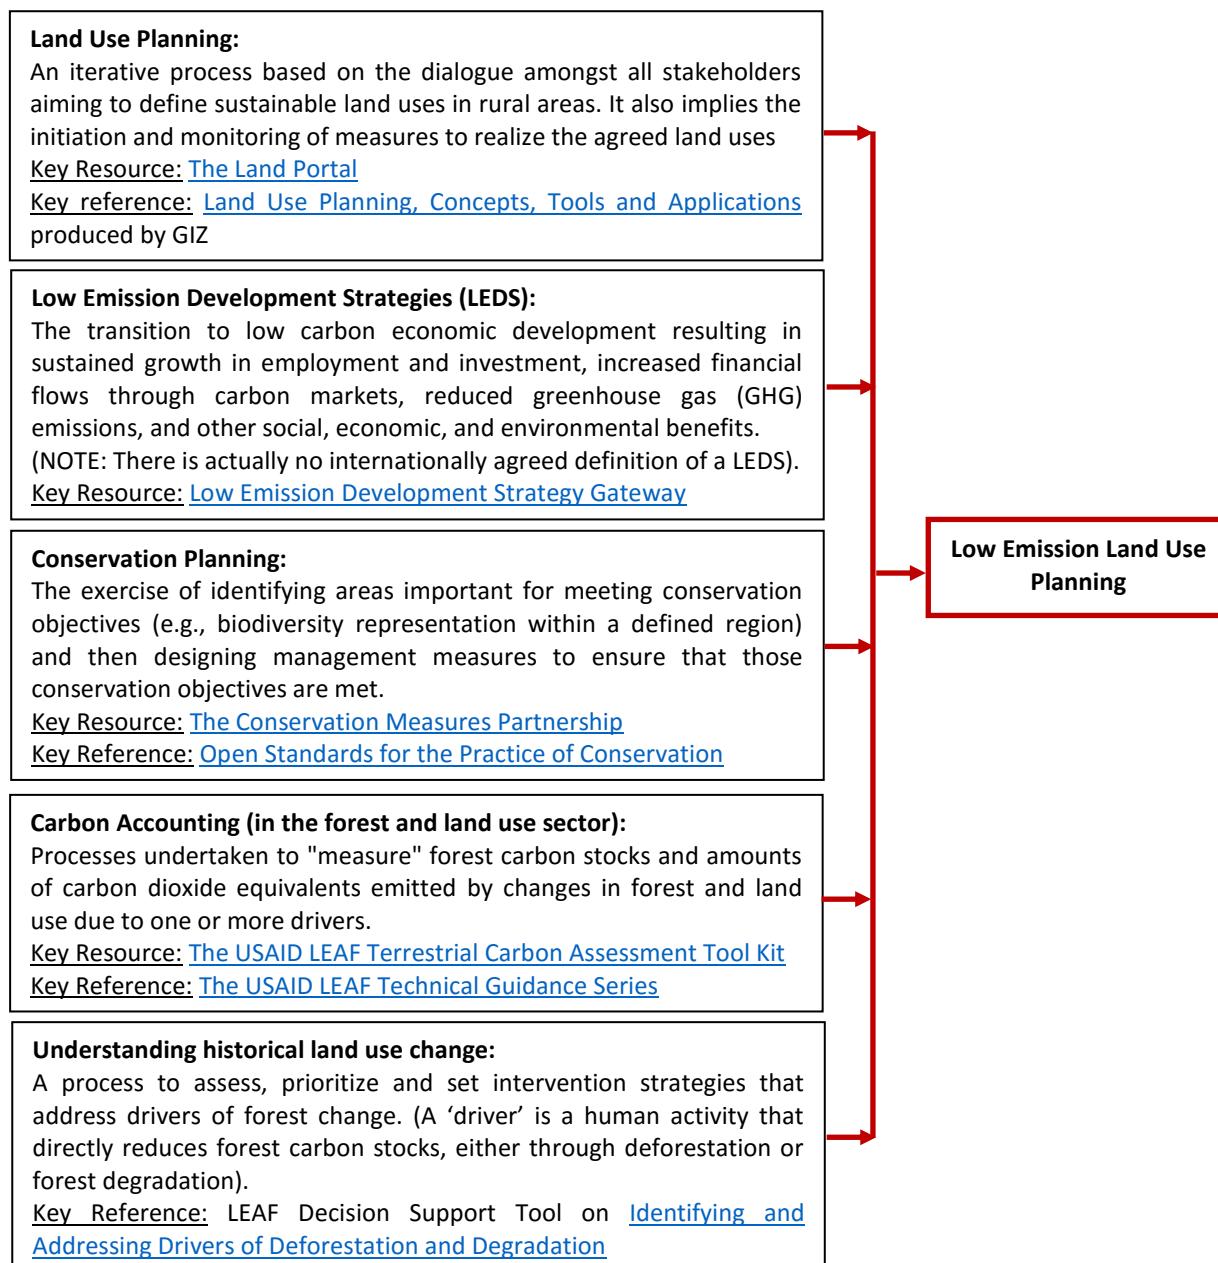 Land Use Planning:
An iterative process based on the dialogue amongst all stakeholders
aiming to define sustainable land uses in rural areas. It also implies the
initiation and monitoring of measures to realize the agreed land uses
Key Resource: The Land Portal
Key reference: Land Use Planning, Concepts, Tools and Applications
produced by GIZ
Low Emission Development Strategies (LEDS):
The transition to low carbon economic development resulting in
sustained growth in employment and investment, increased financial
flows through carbon markets, reduced greenhouse gas (GHG)
emissions, and other social, economic, and environmental benefits.
(NOTE: There is actually no internationally agreed definition of a LEDS).
Key Resource: Low Emission Development Strategy Gateway
Conservation Planning:
The exercise of identifying areas important for meeting conservation
objectives (e.g., biodiversity representation within a defined region)
and then designing management measures to ensure that those
conservation objectives are met.
Key Resource: The Conservation Measures Partnership
Key Reference: Open Standards for the Practice of Conservation
Carbon Accounting (in the forest and land use sector):
Processes undertaken to "measure" forest carbon stocks and amounts
of carbon dioxide equivalents emitted by changes in forest and land
use due to one or more drivers.
Key Resource: The USAID LEAF Terrestrial Carbon Assessment Tool Kit
Key Reference: The USAID LEAF Technical Guidance Series
Understanding historical land use change:
A process to assess, prioritize and set intervention strategies that
address drivers of forest change. (A ‘driver’ is a human activity that
directly reduces forest carbon stocks, either through deforestation or
forest degradation).
Key Reference: LEAF Decision Support Tool on Identifying and
Addressing Drivers of Deforestation and Degradation
Low Emission Land Use
Planning